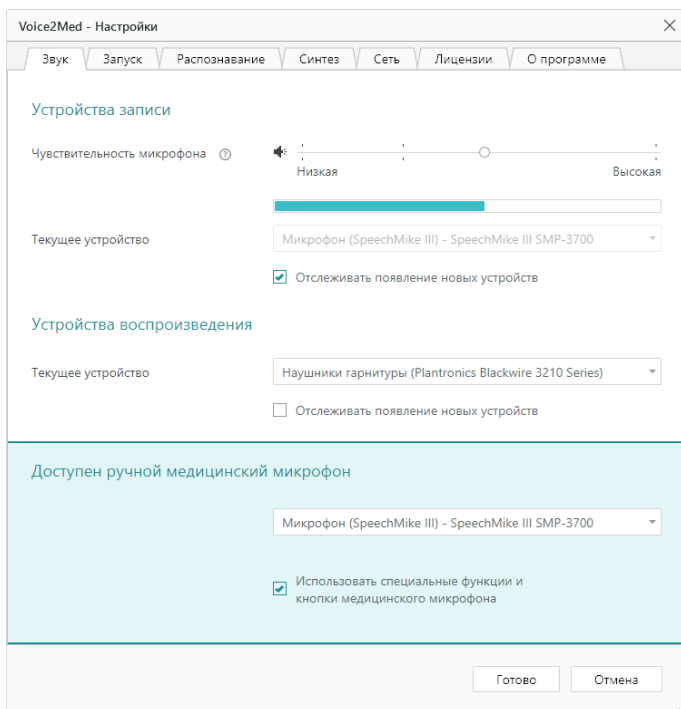 Voice2Med - Настройки
Звук Запуск Распознавание Синтез Сеть Лицензии О программе
Устройства записи
Чувствительность микрофона ?
Низкая Высокая
Текущее устройство Микрофон (SpeechMike III) - SpeechMike III SMP-3700
Отслеживать появление новых устройств
Устройства воспроизведения
Текущее устройство Наушники гарнитуры (Plantronics Blackwire 3210 Series)
Отслеживать появление новых устройств
Доступен ручной медицинский микрофон
Микрофон (SpeechMike III) - SpeechMike III SMP-3700
Использовать специальные функции и
кнопки медицинского микрофона
Готово Отмена